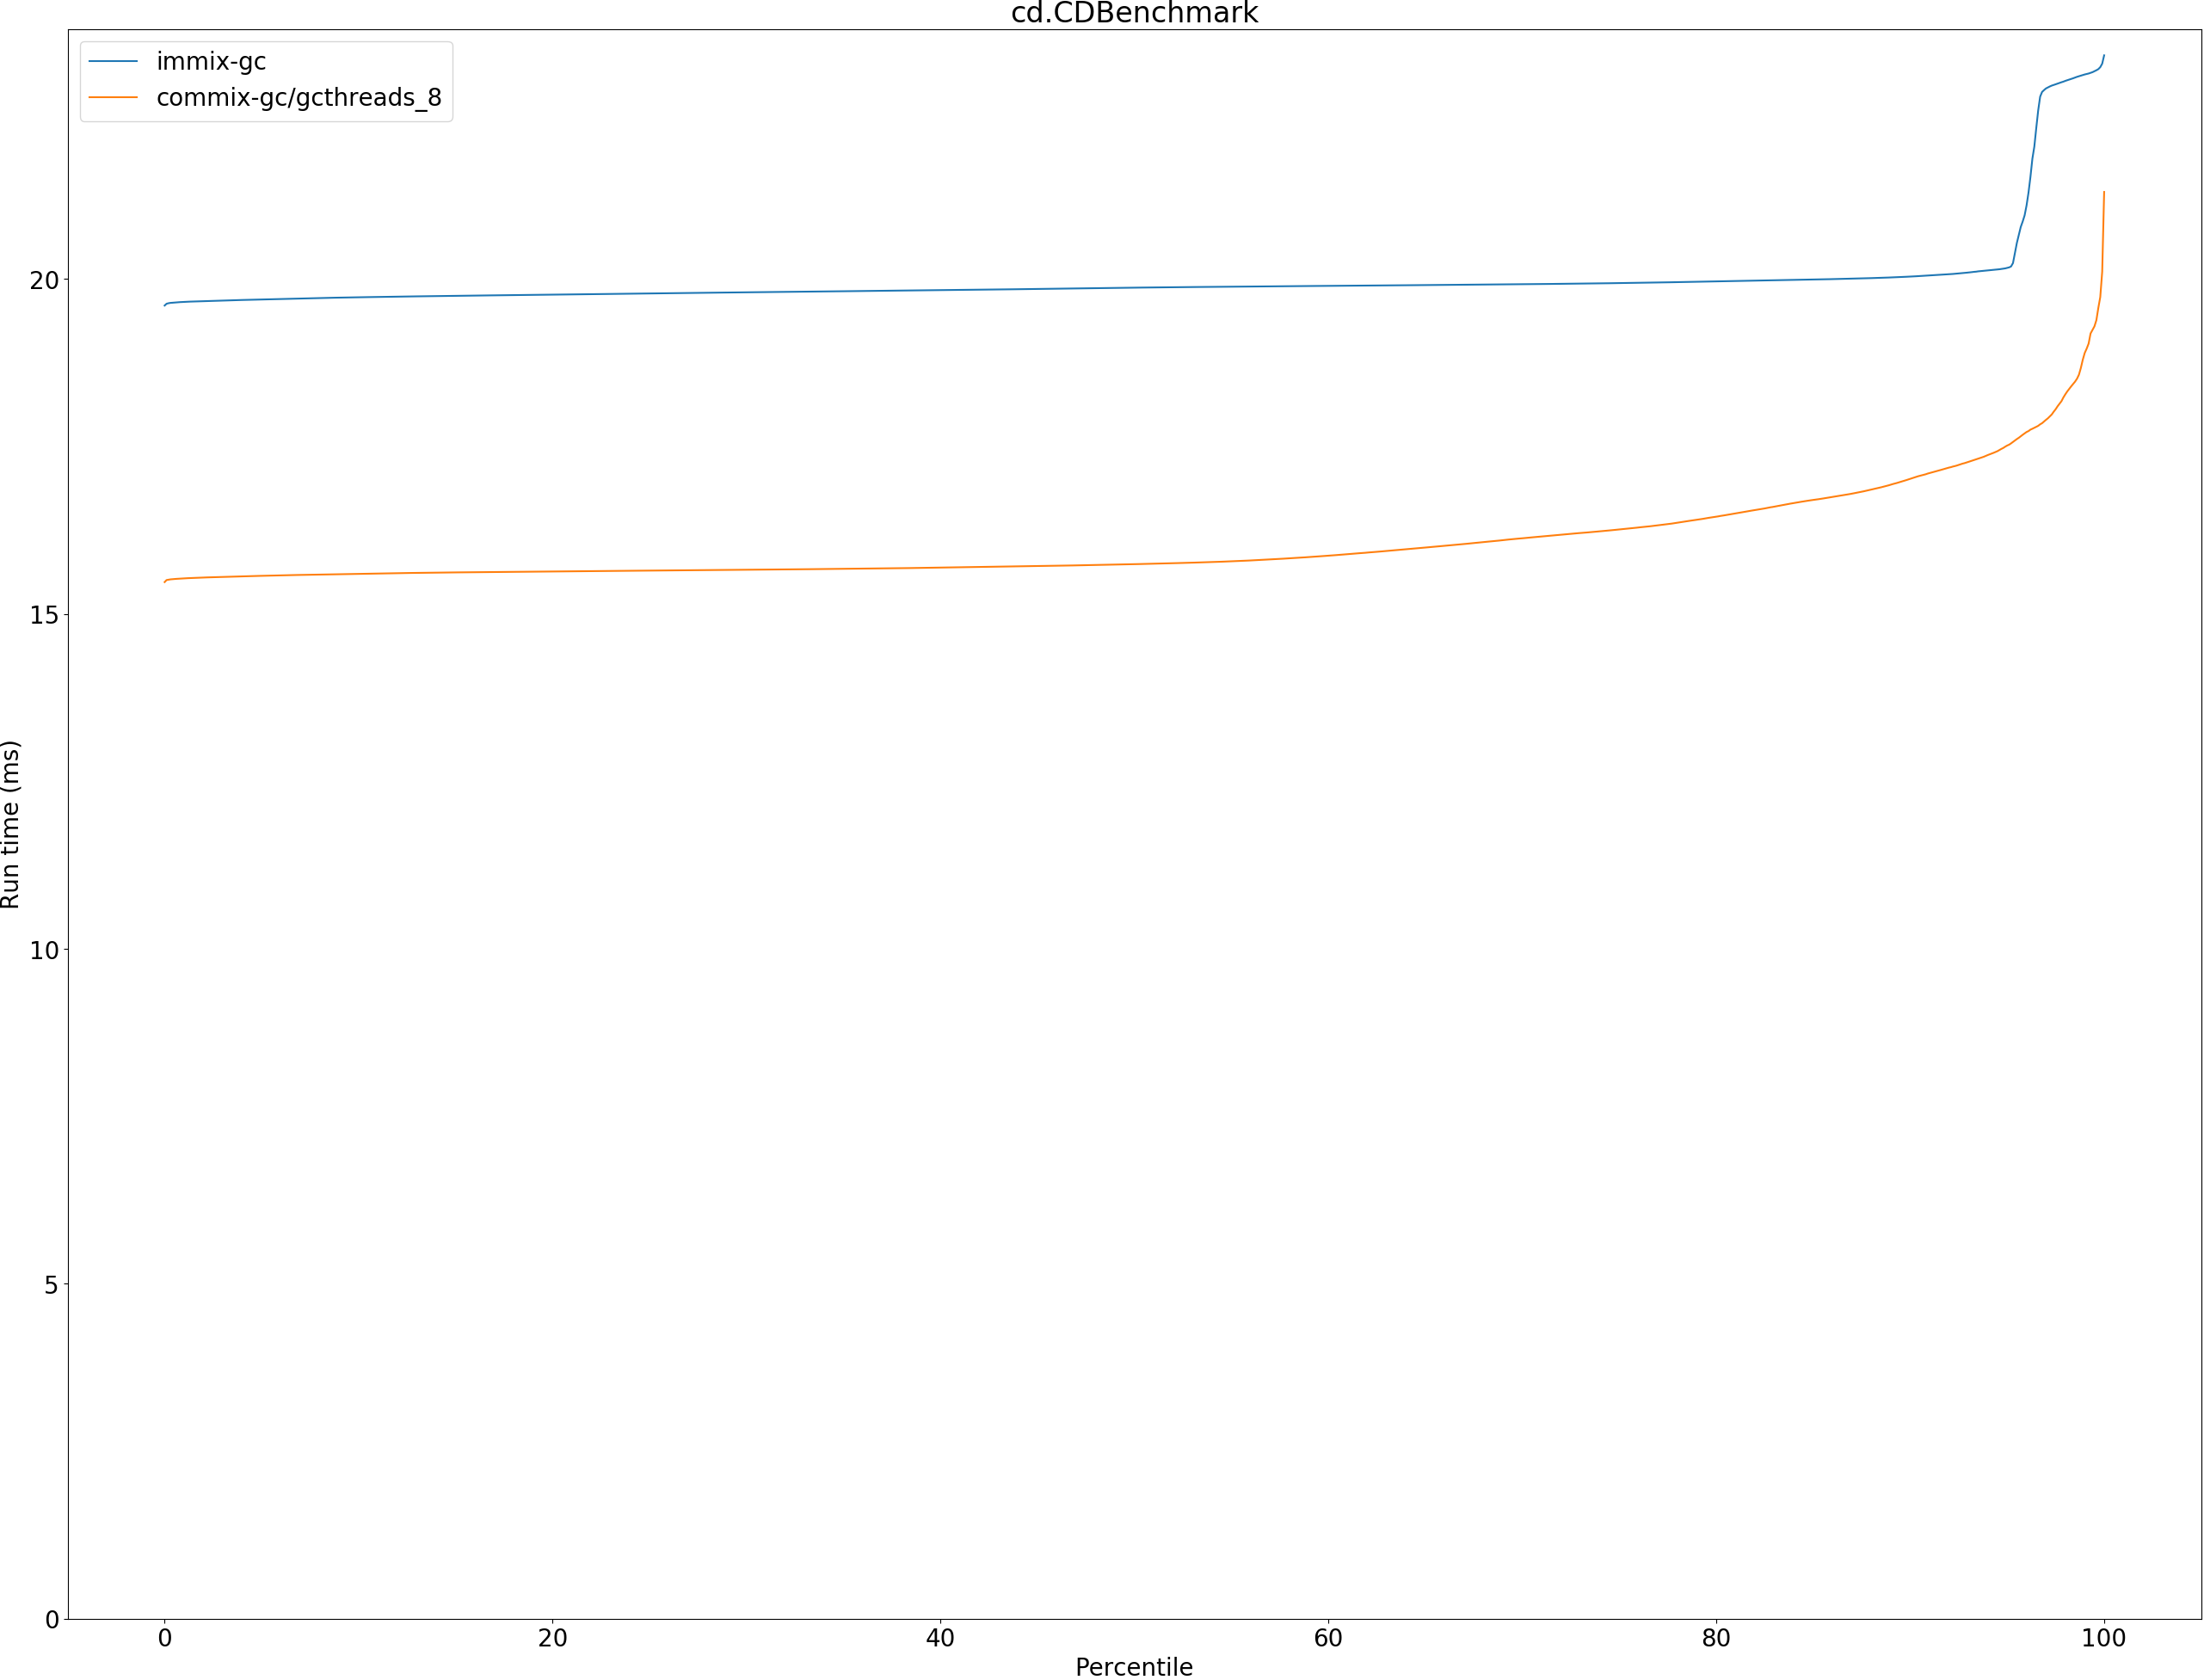 cd.CDBenchmark
immix-gc
commix-gc/gcthreads_8
20
15
10
5
0
Run time (ms)
0 20 40 60 80 100
Percentile